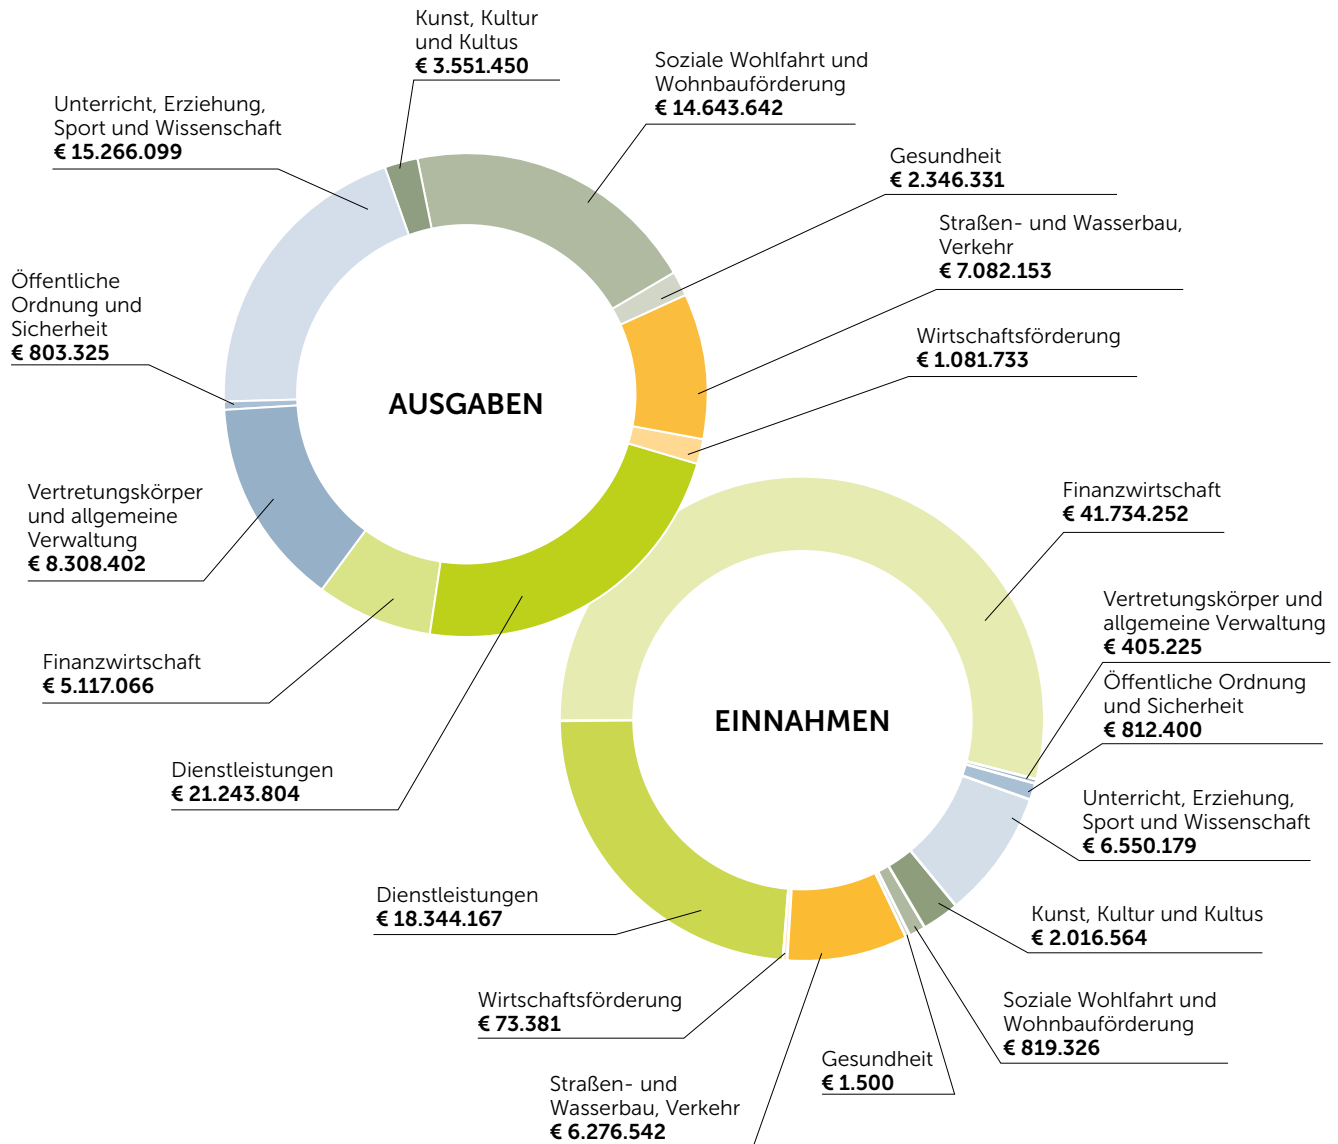 Kunst, Kultur
und Kultus
€ 3.551.450
Soziale Wohlfahrt und
Wohnbauförderung
€ 14.643.642
Unterricht, Erziehung,
Sport und Wissenschaft
€ 15.266.099
Gesundheit
€ 2.346.331
Straßen- und Wasserbau,
Verkehr
€ 7.082.153
Öffentliche
Ordnung und
Sicherheit
€ 803.325
Wirtschaftsförderung
€ 1.081.733
AUSGABEN
Vertretungskörper
und allgemeine
Verwaltung
€ 8.308.402
Finanzwirtschaft
€ 5.117.066
Dienstleistungen
€ 21.243.804
Finanzwirtschaft
€ 41.734.252
Vertretungskörper und
allgemeine Verwaltung
€ 405.225
Öffentliche Ordnung
und Sicherheit
€ 812.400
EINNAHMEN
Unterricht, Erziehung,
Sport und Wissenschaft
€ 6.550.179
Dienstleistungen
€ 18.344.167
Kunst, Kultur und Kultus
€ 2.016.564
Wirtschaftsförderung
€ 73.381
Soziale Wohlfahrt und
Wohnbauförderung
€ 819.326
Gesundheit
€ 1.500
Straßen- und
Wasserbau, Verkehr
€ 6.276.542